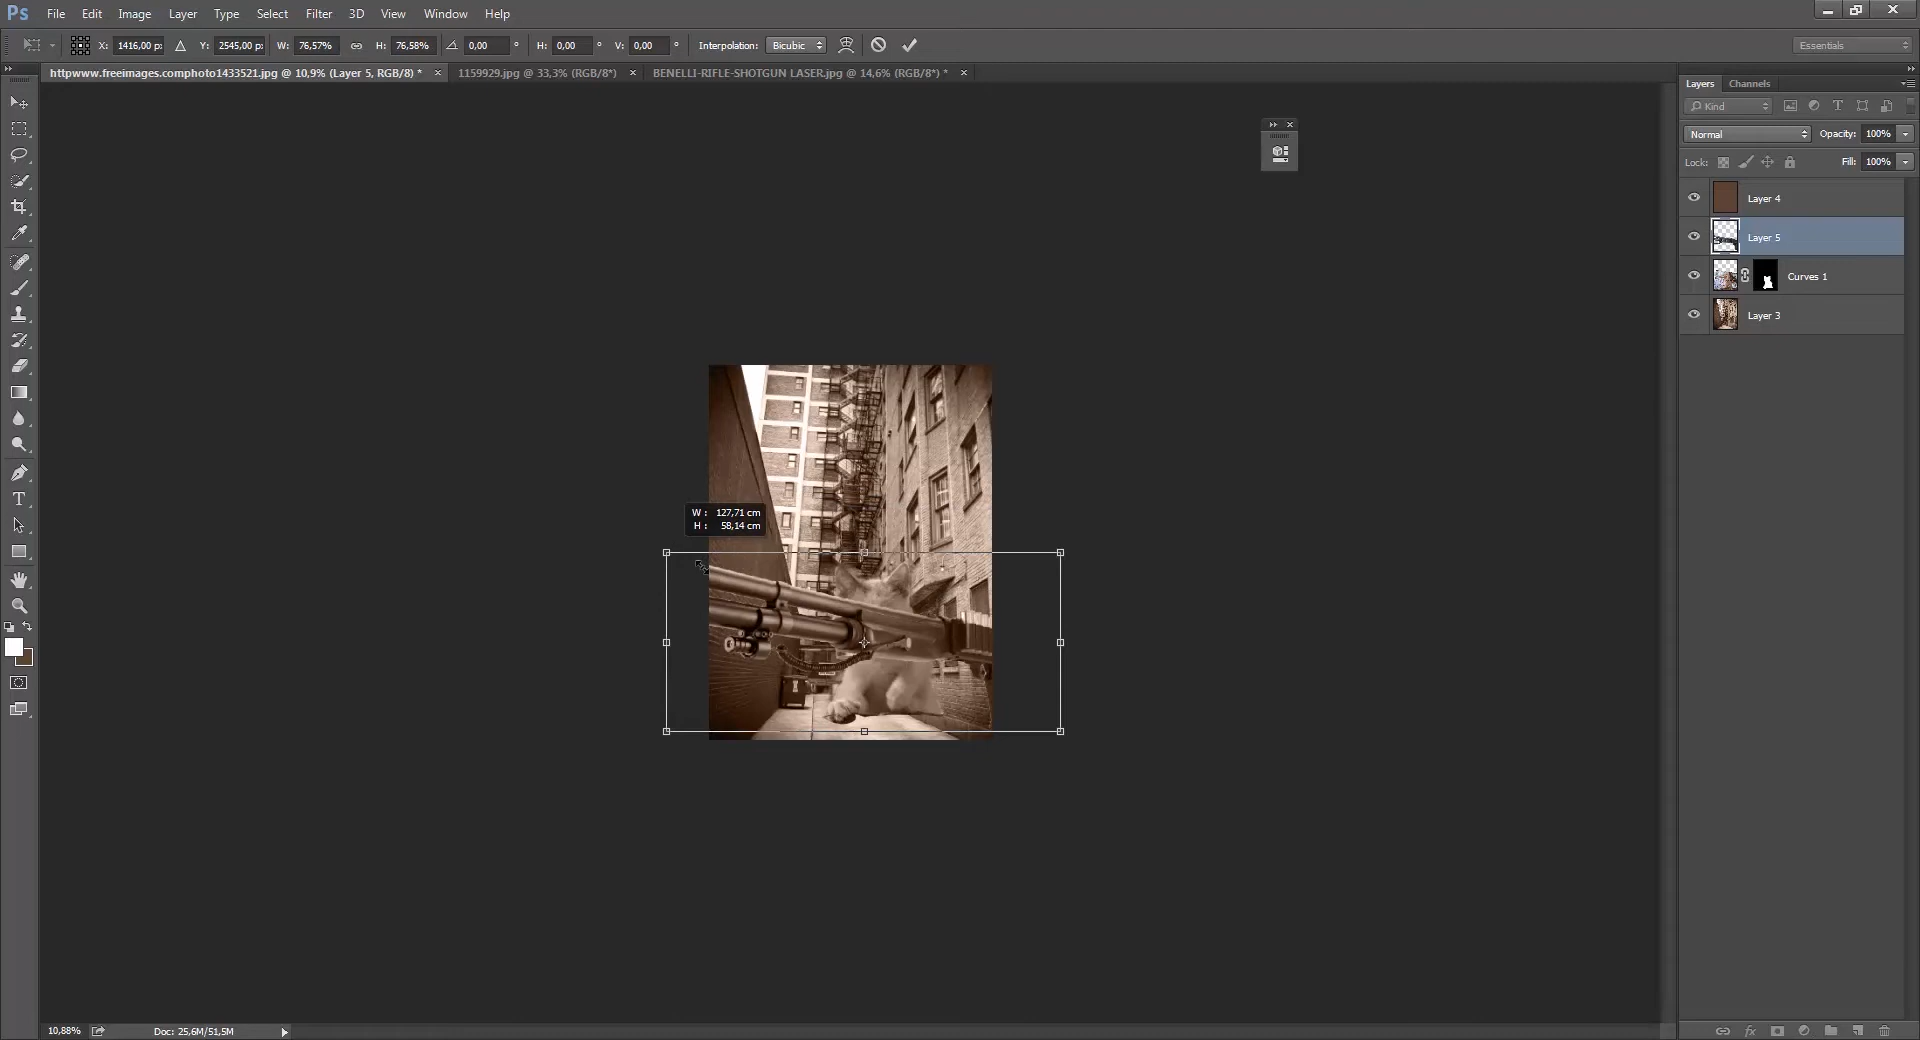 Ps File Edit Image Layer Type Select Filter 3D View Window Help
X: 1416,00 px Y: 2545,00 px W: 76,57% H: 76,58% 0,00 ° H: 0,00 ° V: 0,00 ° Interpolation: Bicubic Essentials
httpwww.freeimages.comphoto1433521.jpg @ 10,9% (Layer 5, RGB/8) * × 1159929.jpg @ 33,3% (RGB/8*) × BENELLI-RIFLE-SHOTGUN LASER.jpg @ 14,6% (RGB/8*) * ×
Layers Channels
Kind
Normal Opacity: 100%
Lock: Fill: 100%
Layer 4
Layer 5
Curves 1
Layer 3
W : 127,71 cm
H : 58,14 cm
10,88% Doc: 25,6M/51,5M